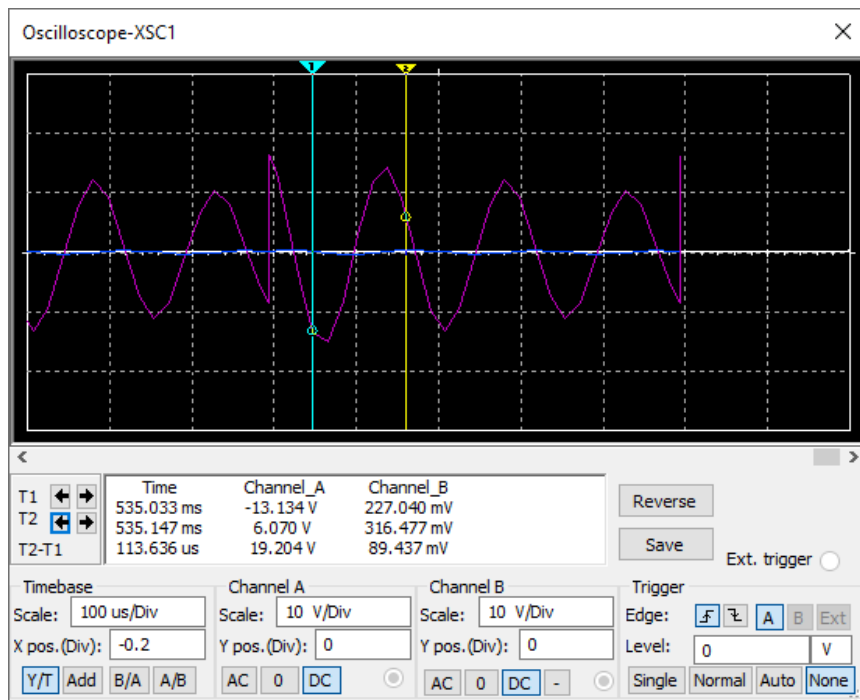 Oscilloscope-XSC1
1 2
T1
T2
T2-T1
Time Channel_A Channel_B
535.033 ms -13.134 V 227.040 mV
535.147 ms 6.070 V 316.477 mV
113.636 us 19.204 V 89.437 mV
Reverse
Save
Ext. trigger
Timebase
Scale: 100 us/Div
X pos.(Div): -0.2
Y/T Add B/A A/B
Channel A
Scale: 10 V/Div
Y pos.(Div): 0
AC 0 DC
Channel B
Scale: 10 V/Div
Y pos.(Div): 0
AC 0 DC -
Trigger
Edge: A B Ext
Level: 0 V
Single Normal Auto None